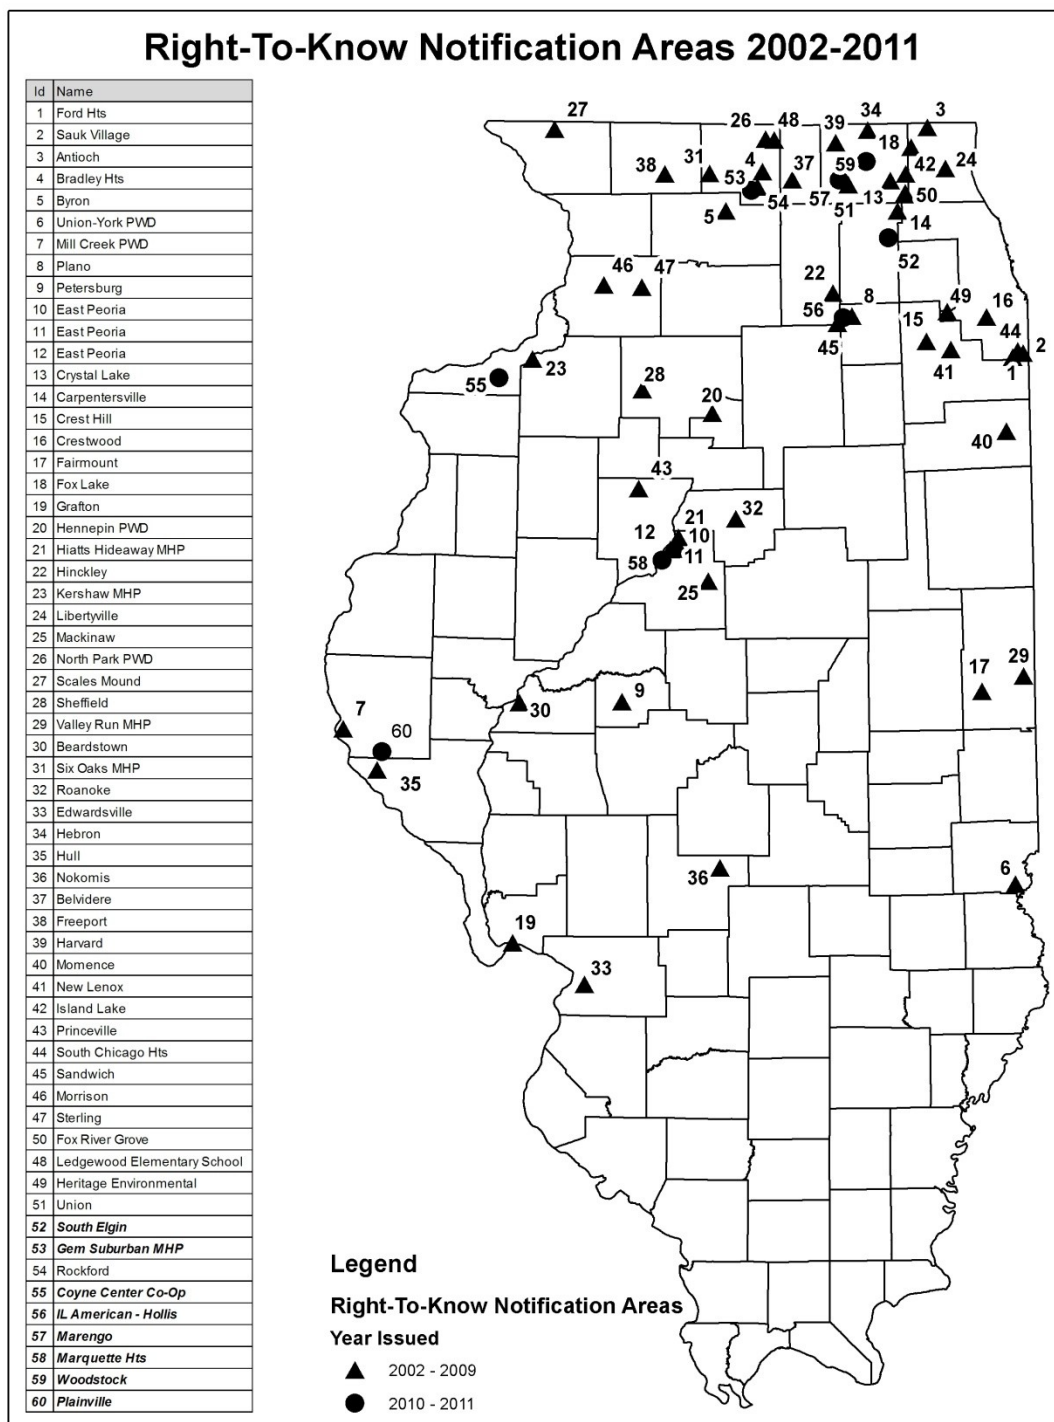 Right-To-Know Notification Areas 2002-2011
Id Name
1 Ford Hts
2 Sauk Village
3 Antioch
4 Bradley Hts
5 Byron
6 Union-York PWD
7 Mill Creek PWD
8 Plano
9 Petersburg
10 East Peoria
11 East Peoria
12 East Peoria
13 Crystal Lake
14 Carpentersville
15 Crest Hill
16 Crestwood
17 Fairmount
18 Fox Lake
19 Grafton
20 Hennepin PWD
21 Hiatts Hideaway MHP
22 Hinckley
23 Kershaw MHP
24 Libertyville
25 Mackinaw
26 North Park PWD
27 Scales Mound
28 Sheffield
29 Valley Run MHP
30 Beardstown
31 Six Oaks MHP
32 Roanoke
33 Edwardsville
34 Hebron
35 Hull
36 Nokomis
37 Belvidere
38 Freeport
39 Harvard
40 Momence
41 New Lenox
42 Island Lake
43 Princeville
44 South Chicago Hts
45 Sandwich
46 Morrison
47 Sterling
50 Fox River Grove
48 Ledgewood Elementary School
49 Heritage Environmental
51 Union
52 South Elgin
53 Gem Suburban MHP
54 Rockford
55 Coyne Center Co-Op
56 IL American - Hollis
57 Marengo
58 Marquette Hts
59 Woodstock
60 Plainville
27
26
48
39
34
3
18
38
31
4
37
59
42
24
53
54
57
51
13
50
5
14
52
46
47
22
8
49
16
56
15
44
2
45
41
1
23
55
28
20
40
43
32
21
12
10
11
58
25
17
29
30
9
7
60
35
36
6
19
33
Legend
Right-To-Know Notification Areas
Year Issued
2002 - 2009
2010 - 2011